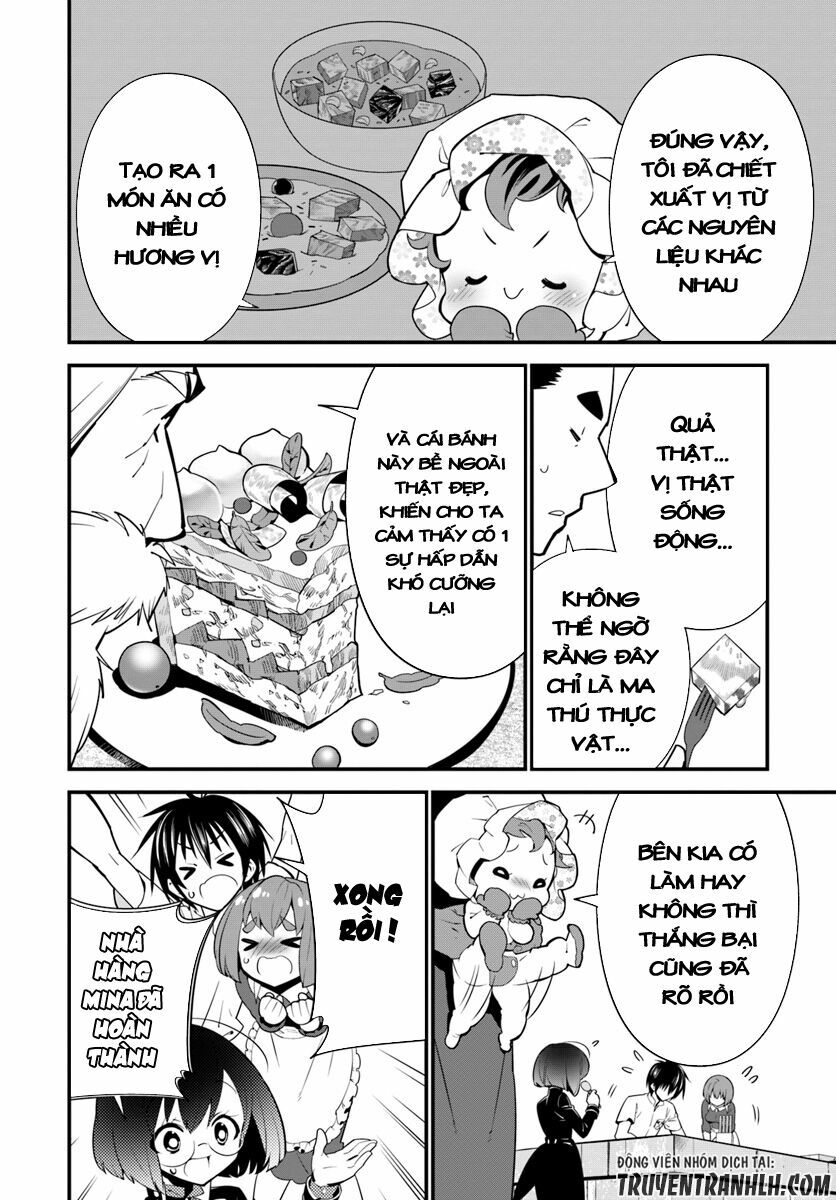 ĐÚNG VẬY,
TÔI ĐÃ CHIẾT
XUẤT VỊ TỪ
CÁC NGUYÊN
LIỆU KHÁC
NHAU
TẠO RA 1
MÓN ĂN CÓ
NHIỀU
HƯƠNG VỊ
QUẢ
THẬT...
VỊ THẬT
SỐNG
ĐỘNG...
KHÔNG
THỂ NGỜ
RẰNG ĐÂY
CHỈ LÀ MA
THÚ THỰC
VẬT...
VÀ CÁI BÁNH
NÀY BỀ NGOÀI
THẬT ĐẸP,
KHIẾN CHO TA
CẢM THẤY CÓ 1
SỰ HẤP DẪN
KHÓ CƯỠNG
LẠI
BÊN KIA CÓ
LÀM HAY
KHÔNG THÌ
THẮNG BẠI
CŨNG ĐÃ
RÕ RỒI
XONG
RỒI!
NHÀ
HÀNG
MINA ĐÃ
HOÀN
THÀNH
ĐỘNG VIÊN NHÓM DỊCH TẠI:
TRUYENTRANHLH.COM